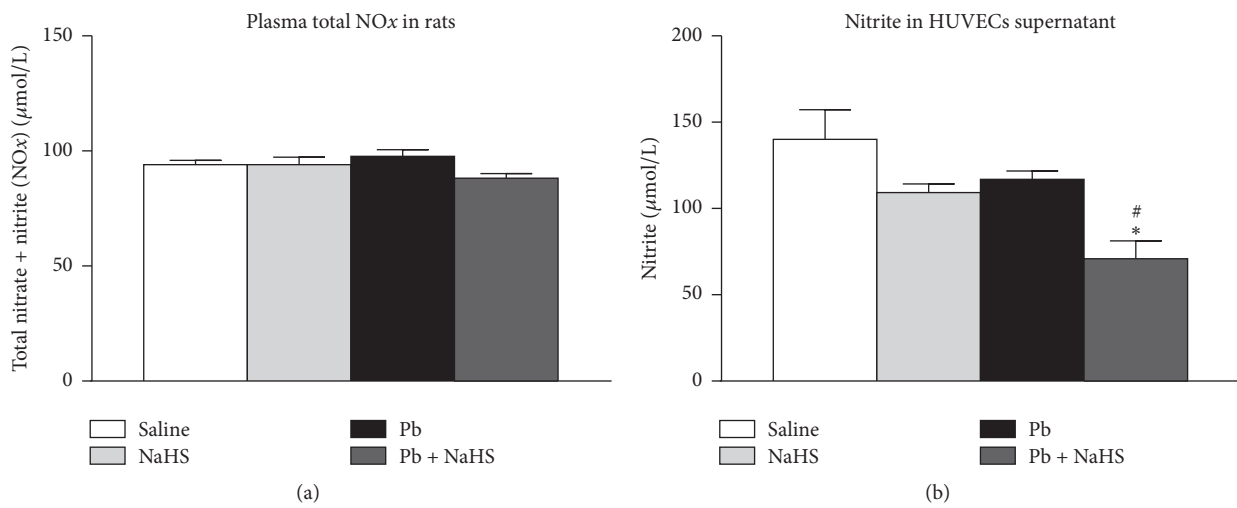 Plasma total NOx in rats
Total nitrate + nitrite (NOx) (μmol/L)
150
100
50
0
Saline
NaHS
Pb
Pb + NaHS
(a)
Nitrite in HUVECs supernatant
Nitrite (μmol/L)
200
150
100
50
0
#
*
Saline
NaHS
Pb
Pb + NaHS
(b)